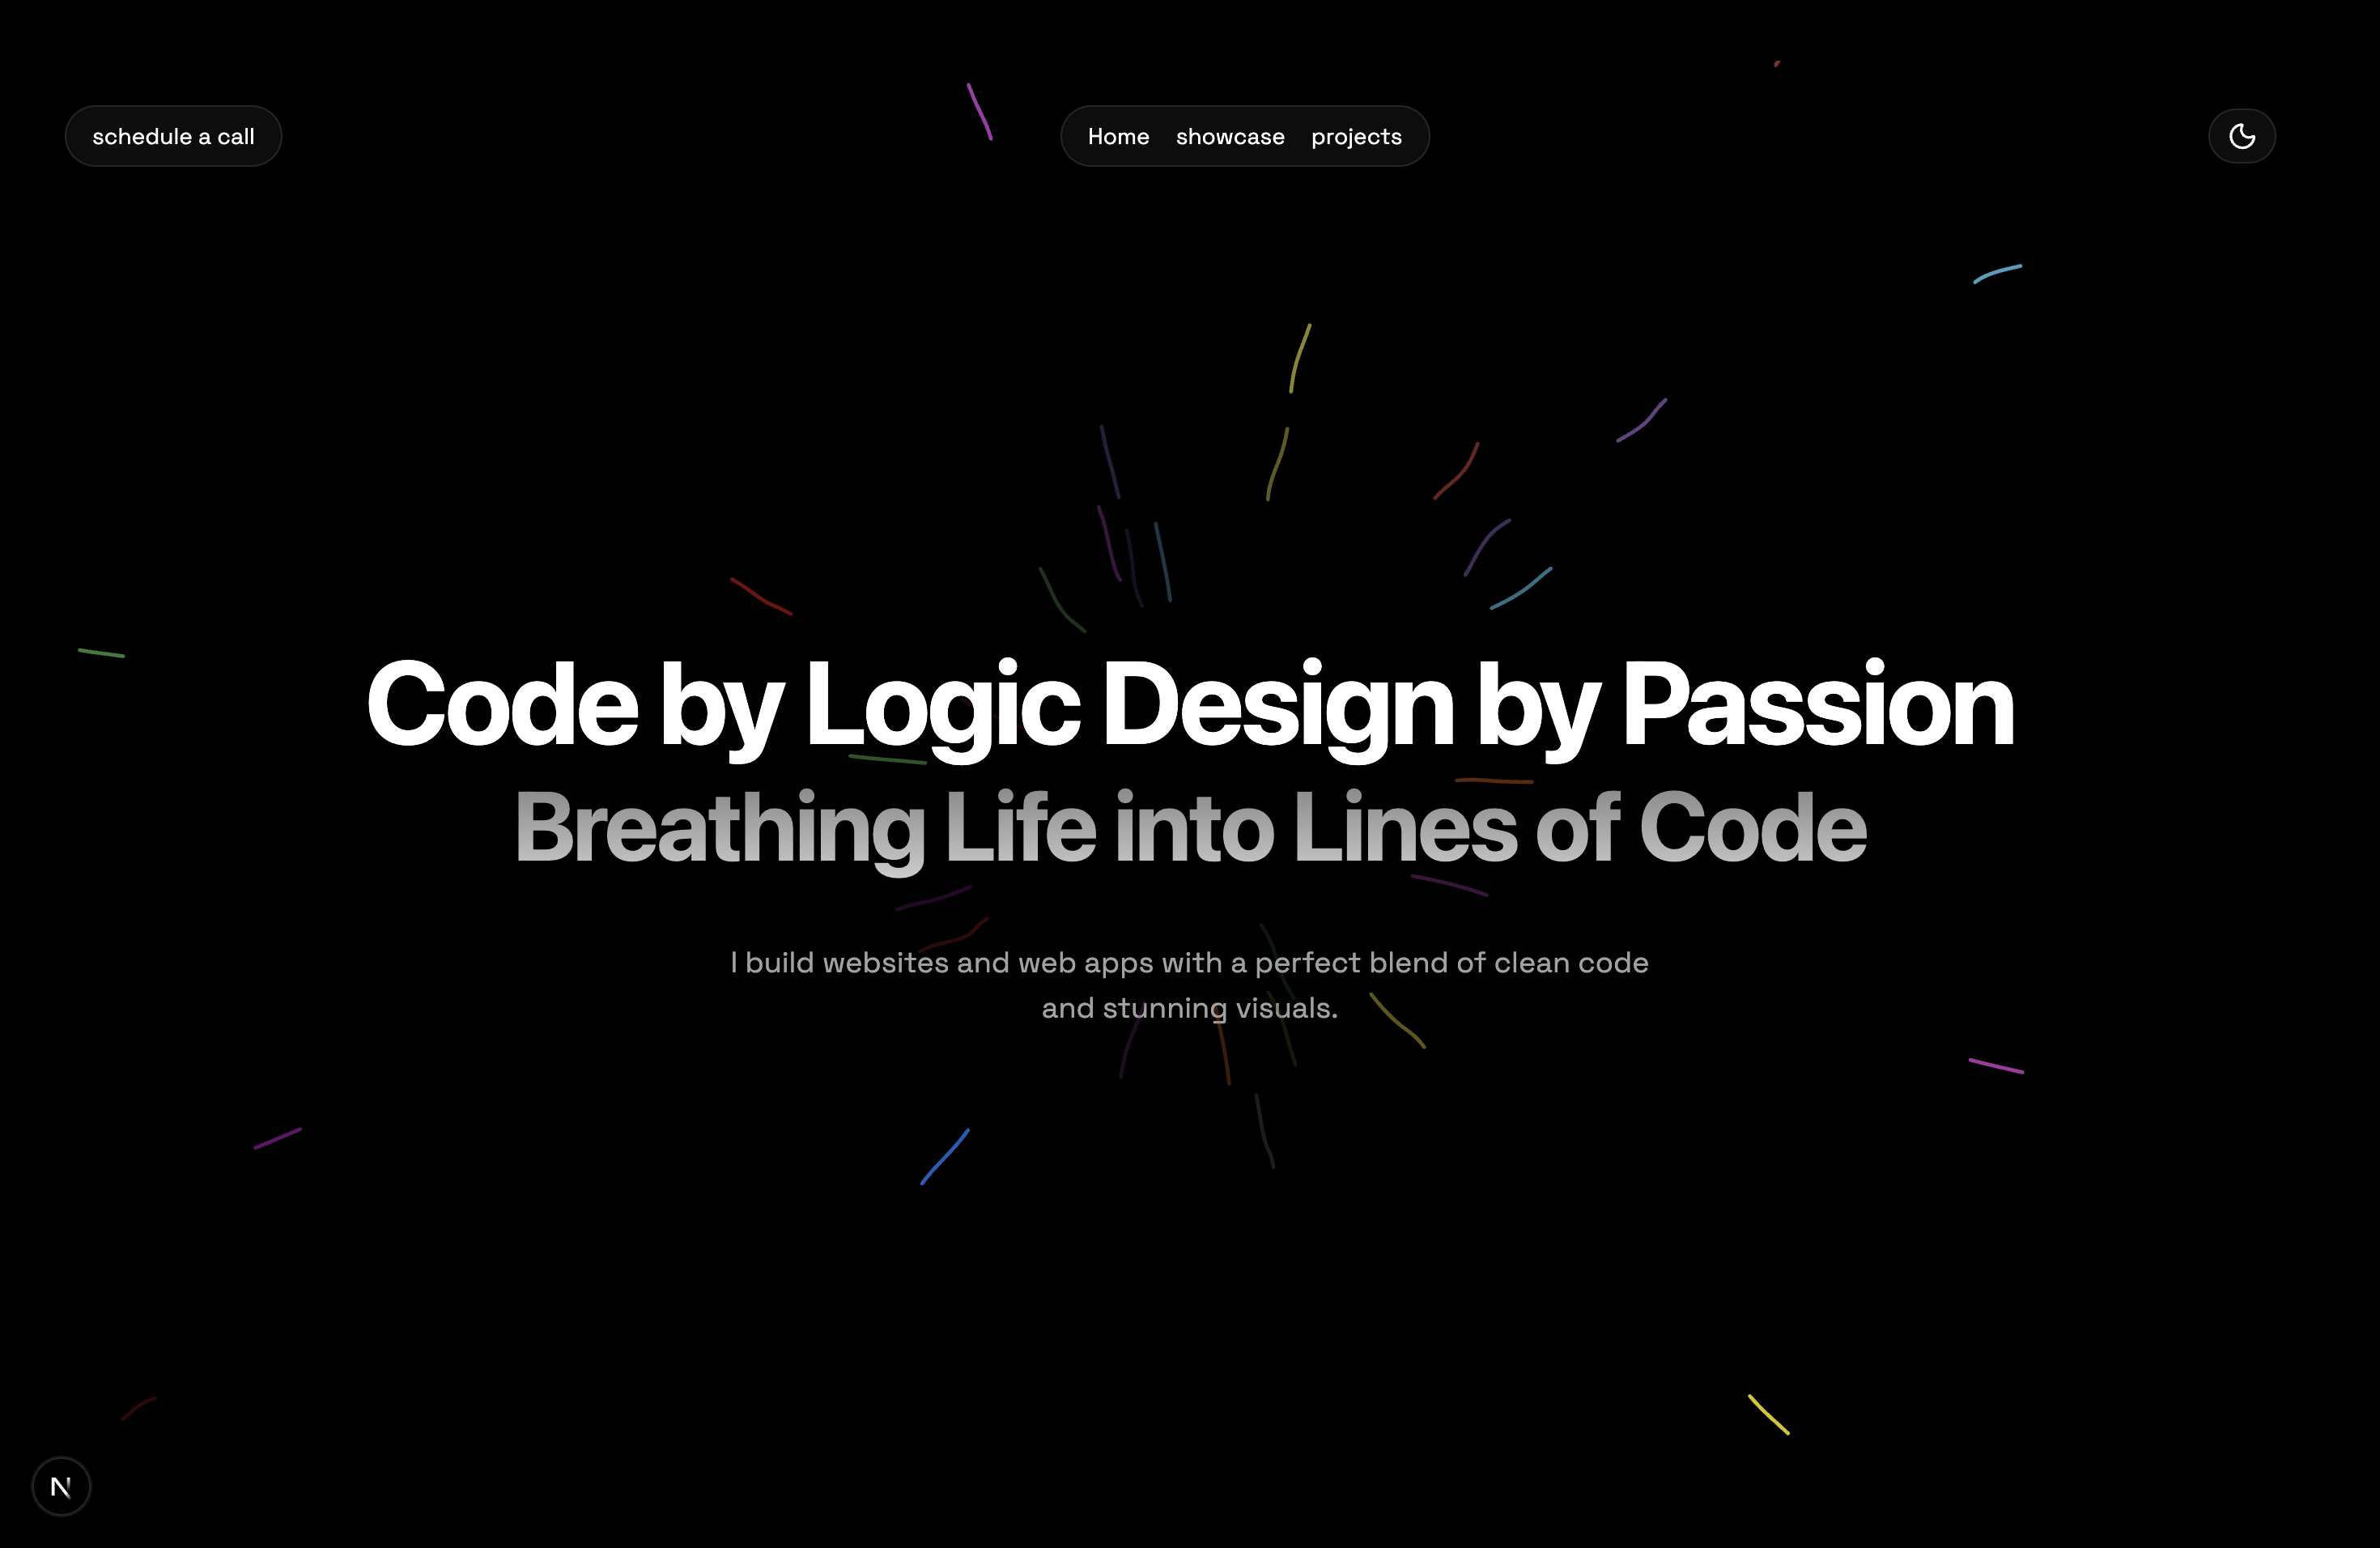 schedule a call
Home showcase projects
Code by Logic Design by Passion
Breathing Life into Lines of Code
I build websites and web apps with a perfect blend of clean code
and stunning visuals.
N